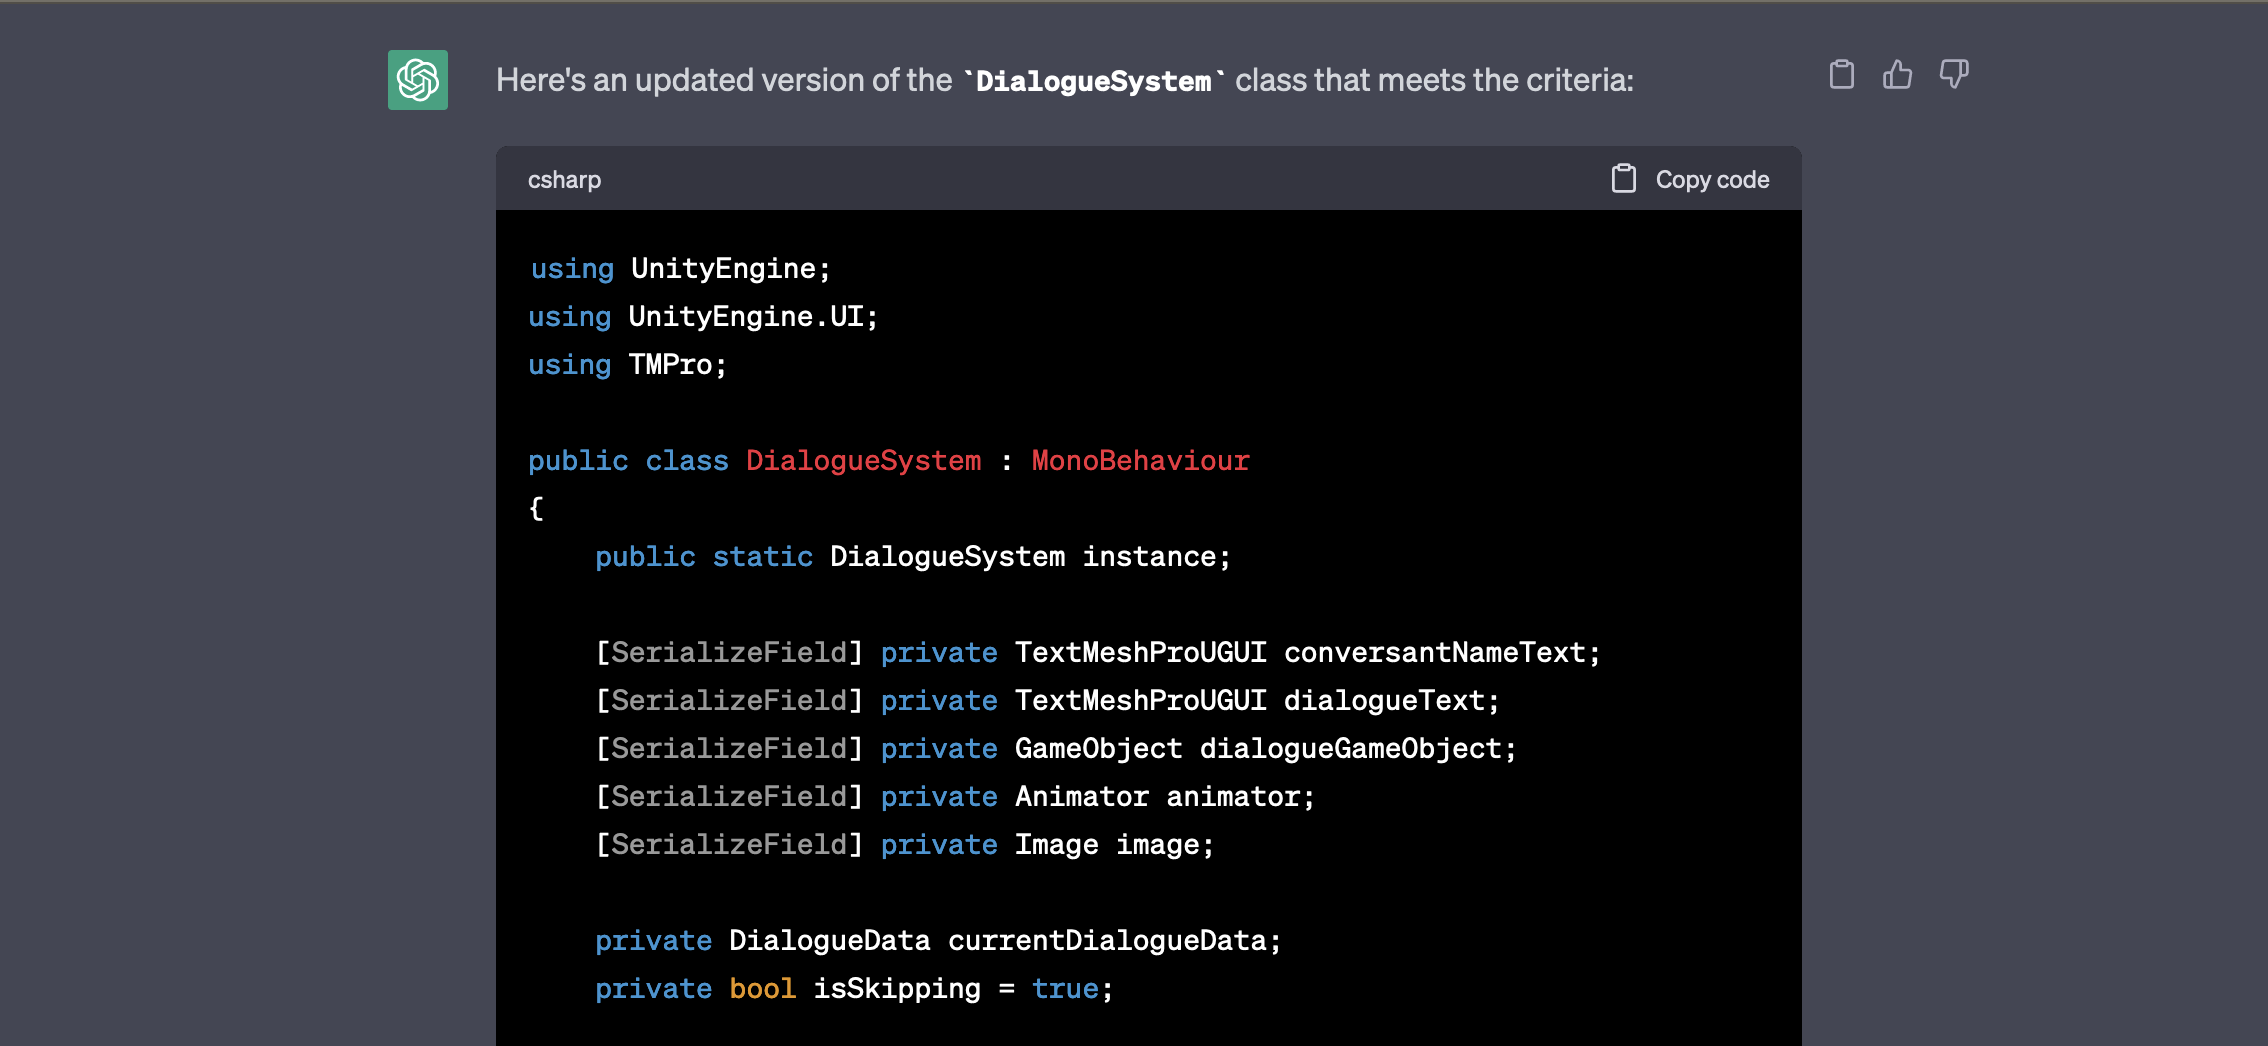 Here's an updated version of the `DialogueSystem` class that meets the criteria:
csharp
Copy code
using UnityEngine;
using UnityEngine.UI;
using TMPro;
public class DialogueSystem : MonoBehaviour
{
public static DialogueSystem instance;
[SerializeField] private TextMeshProUGUI conversantNameText;
[SerializeField] private TextMeshProUGUI dialogueText;
[SerializeField] private GameObject dialogueGameObject;
[SerializeField] private Animator animator;
[SerializeField] private Image image;
private DialogueData currentDialogueData;
private bool isSkipping = true;